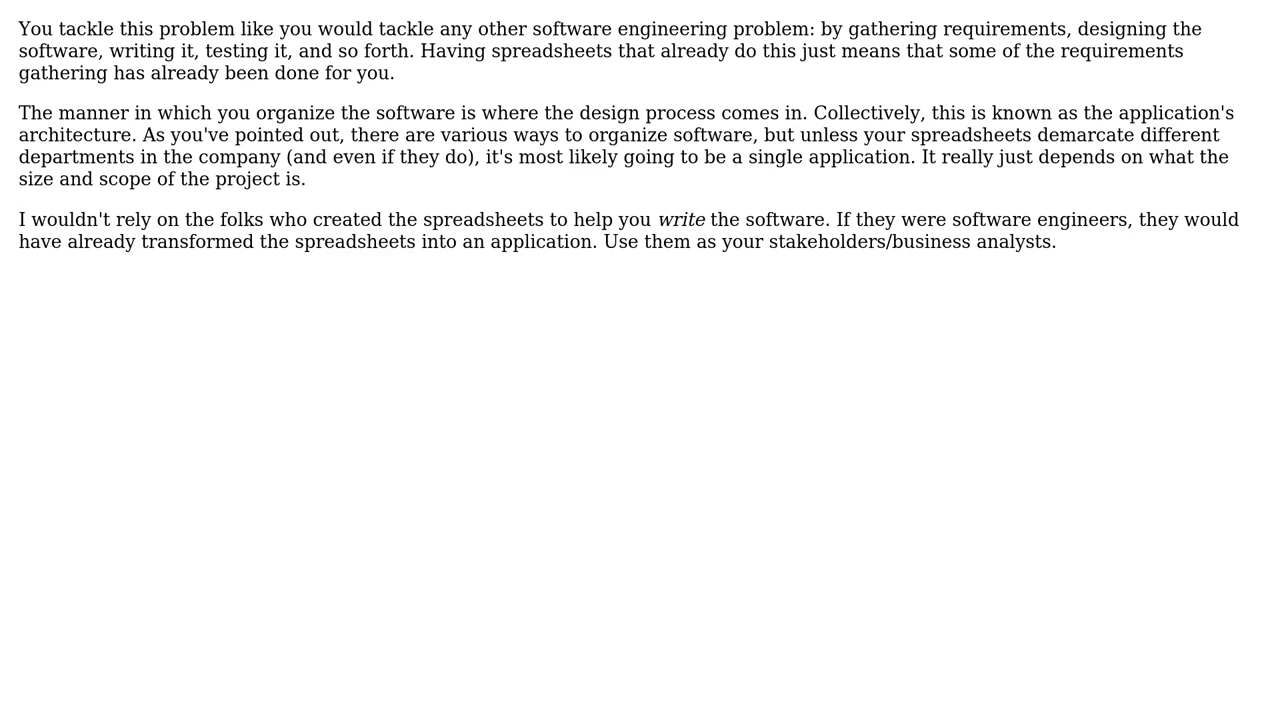 You tackle this problem like you would tackle any other software engineering problem: by gathering requirements, designing the
software, writing it, testing it, and so forth. Having spreadsheets that already do this just means that some of the requirements
gathering has already been done for you.
The manner in which you organize the software is where the design process comes in. Collectively, this is known as the application's
architecture. As you've pointed out, there are various ways to organize software, but unless your spreadsheets demarcate different
departments in the company (and even if they do), it's most likely going to be a single application. It really just depends on what the
size and scope of the project is.
I wouldn't rely on the folks who created the spreadsheets to help you write the software. If they were software engineers, they would
have already transformed the spreadsheets into an application. Use them as your stakeholders/business analysts.